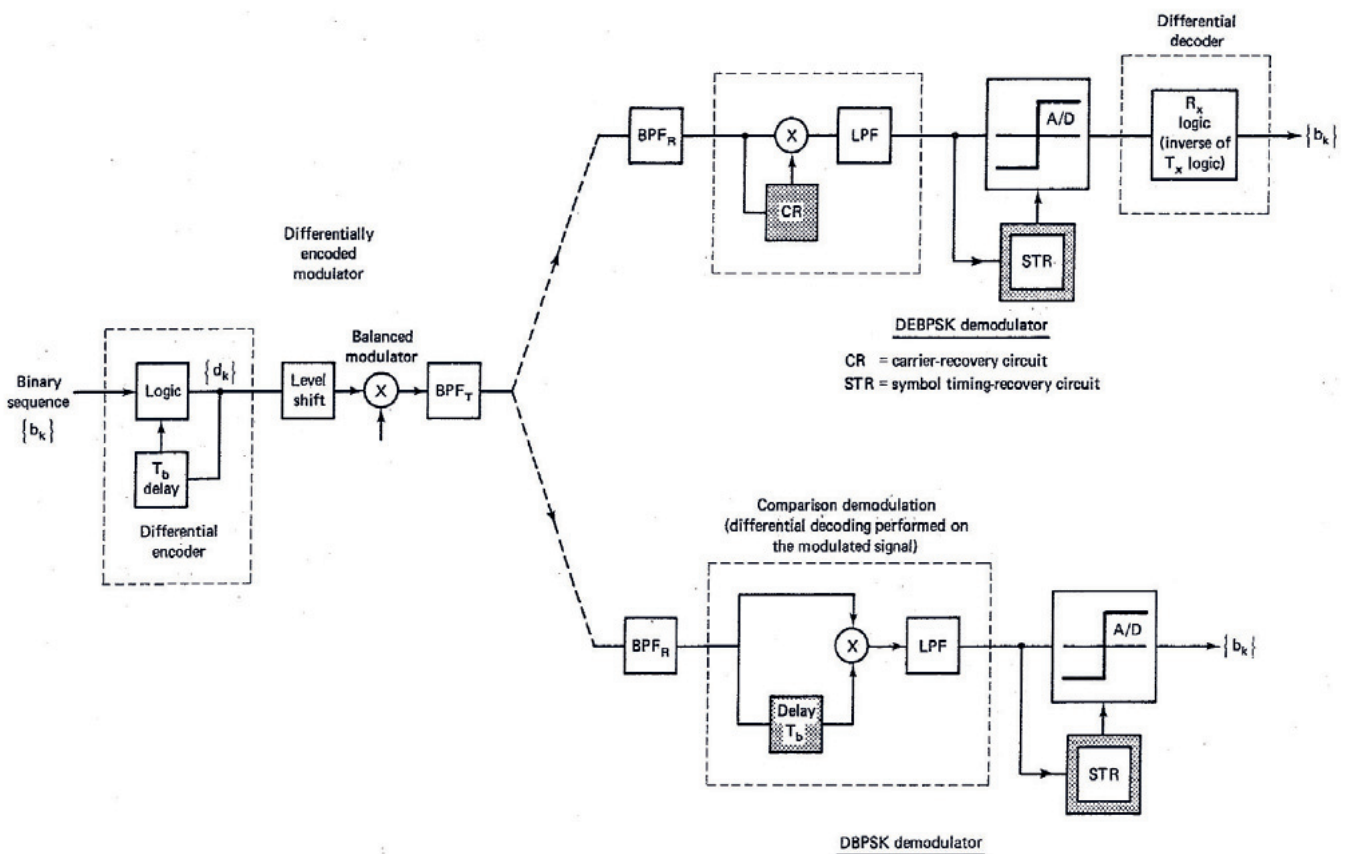 Differential
decoder
BPF_R
X
LPF
A/D
R_x
logic
(inverse of
T_x logic)
{b_k}
CR
STR
Differentially
encoded
modulator
DEBPSK demodulator
CR = carrier-recovery circuit
STR = symbol timing-recovery circuit
Binary
sequence
{b_k}
Logic
{d_k}
T_b
delay
Differential
encoder
Level
shift
Balanced
modulator
X
BPF_T
Comparison demodulation
(differential decoding performed on
the modulated signal)
BPF_R
X
LPF
A/D
{b_k}
Delay
T_b
STR
DBPSK demodulator